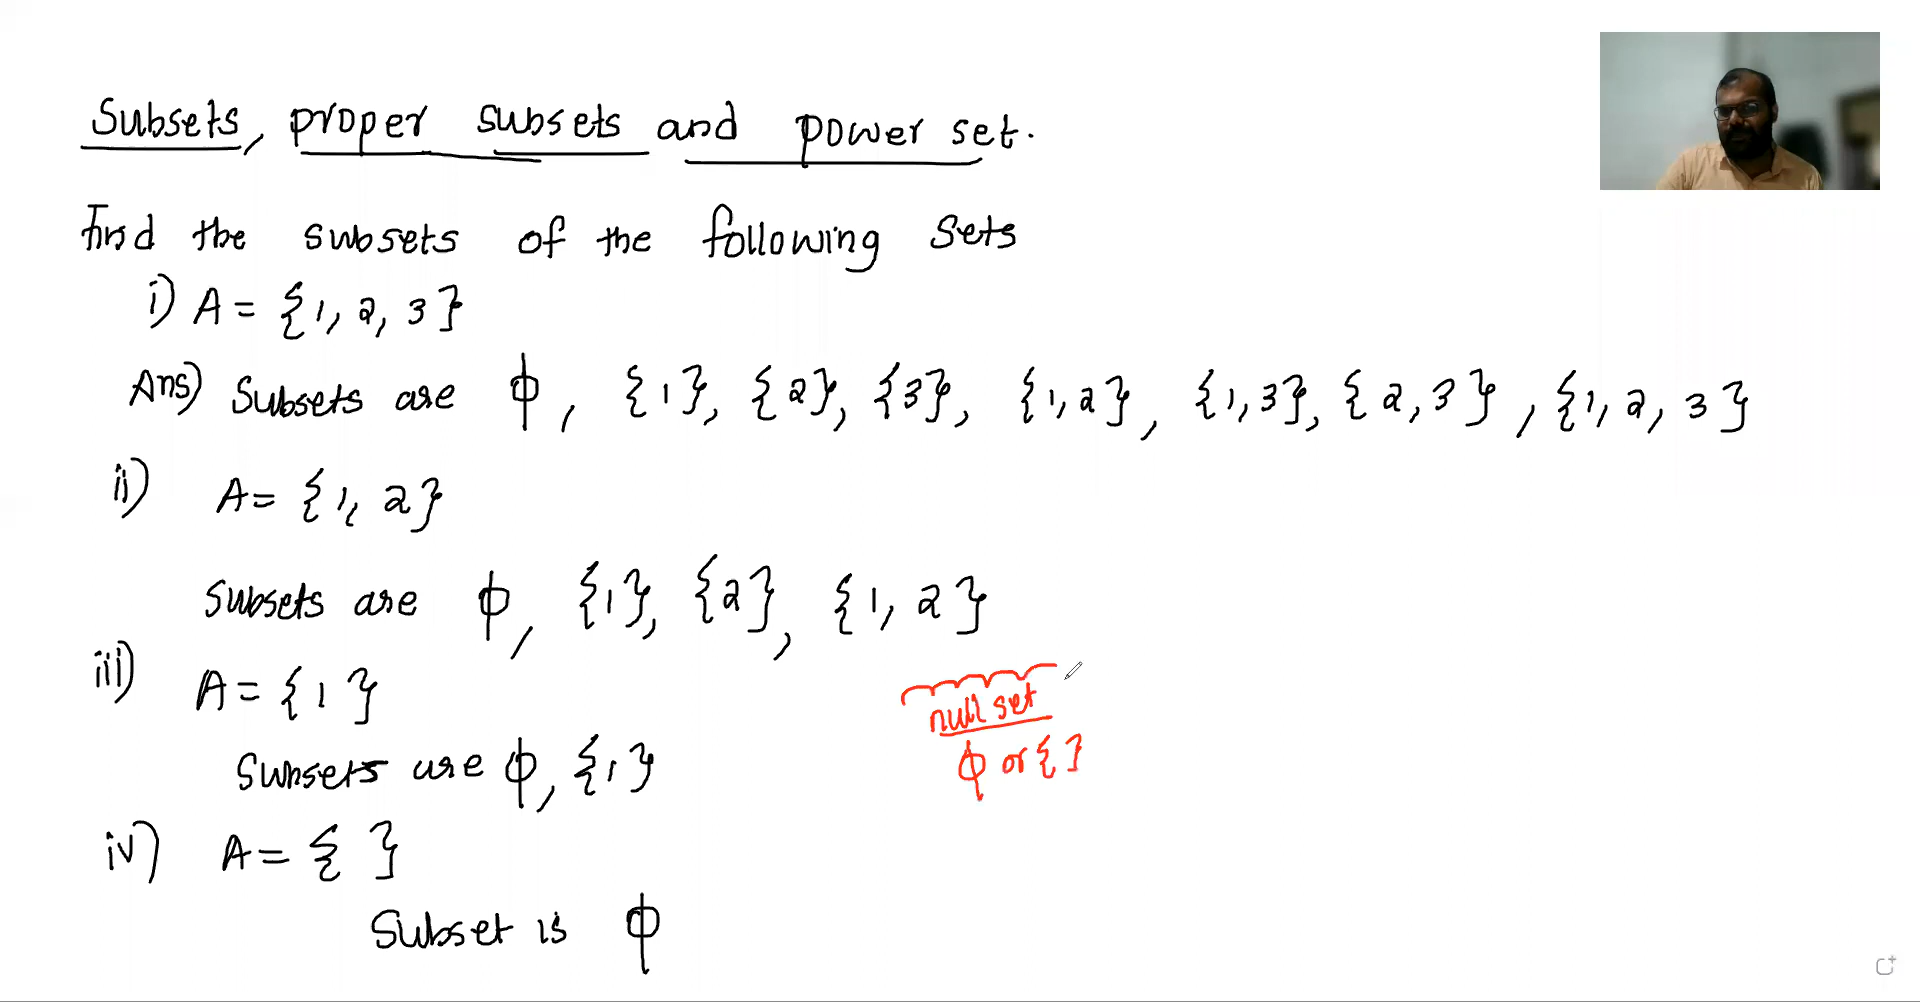 Subsets, proper subsets and power set.
Find the subsets of the following sets
i) A = {1, 2, 3}
Ans) Subsets are ϕ, {1}, {2}, {3}, {1,2}, {1,3}, {2,3}, {1, 2, 3}
ii) A = {1, 2}
Subsets are ϕ, {1}, {2}, {1, 2}
iii) A = {1}
Subsets are ϕ, {1}
null set
ϕ or { }
iv) A = { }
Subset is ϕ